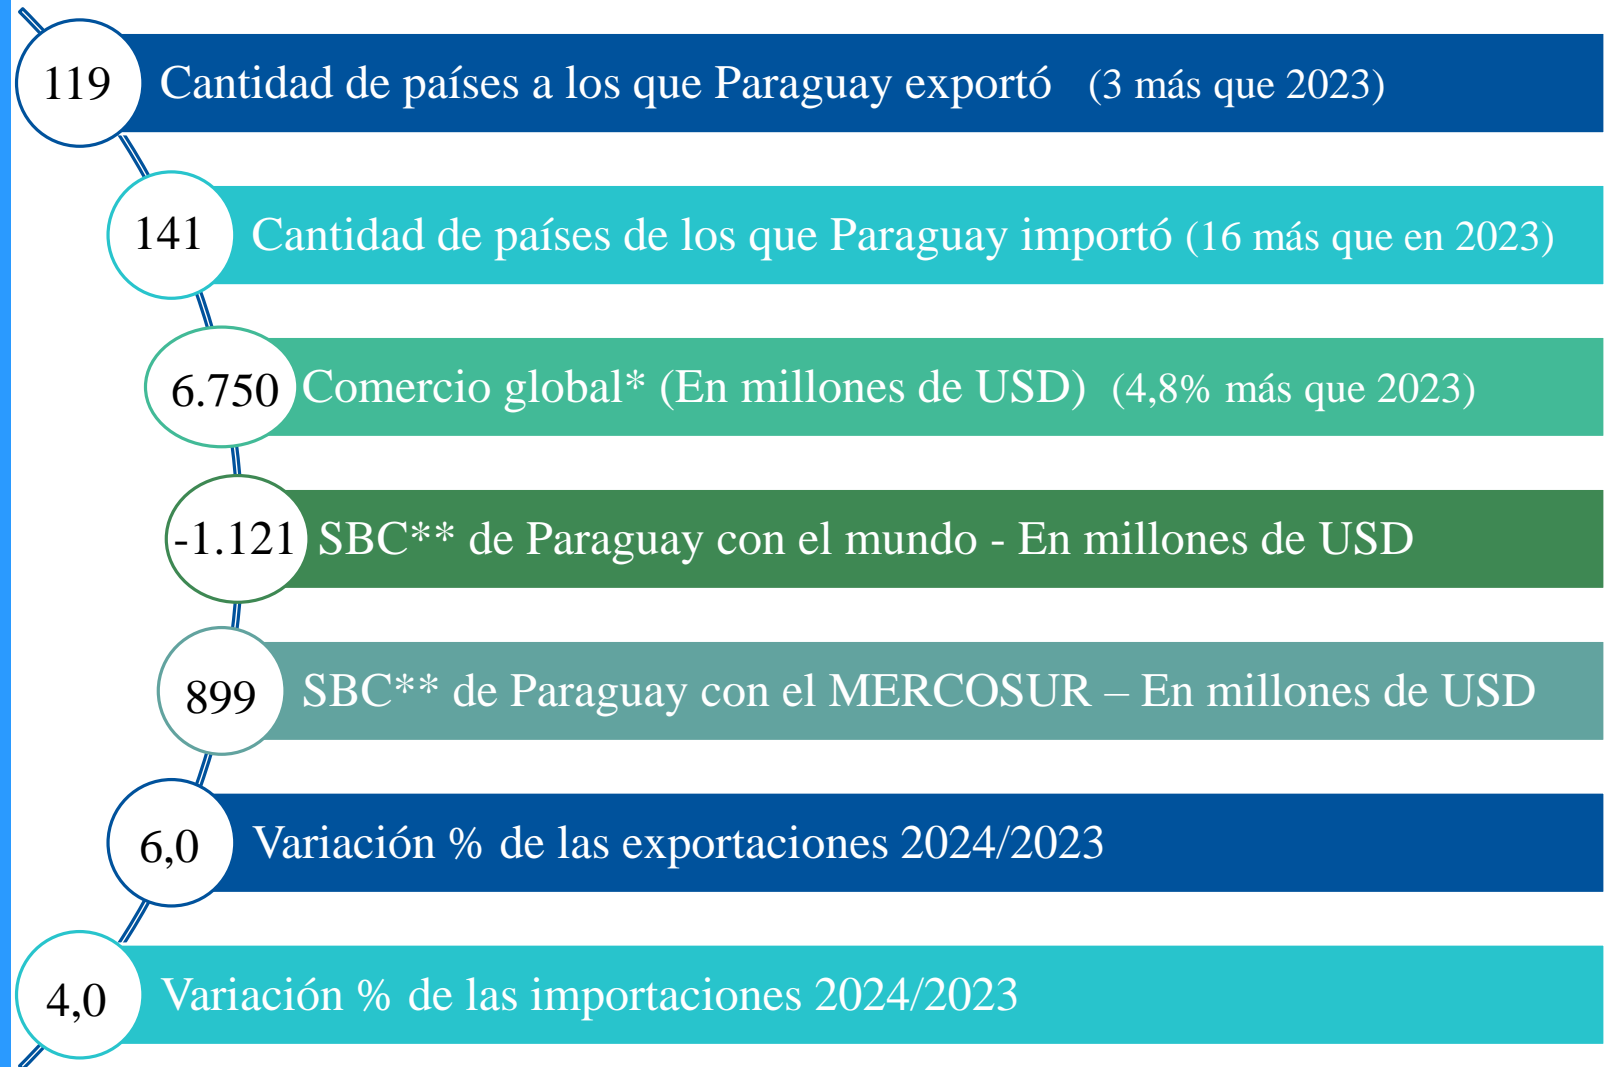 119 Cantidad de países a los que Paraguay exportó (3 más que 2023)
141 Cantidad de países de los que Paraguay importó (16 más que en 2023)
6.750 Comercio global* (En millones de USD) (4,8% más que 2023)
-1.121 SBC** de Paraguay con el mundo - En millones de USD
899 SBC** de Paraguay con el MERCOSUR – En millones de USD
6,0 Variación % de las exportaciones 2024/2023
4,0 Variación % de las importaciones 2024/2023